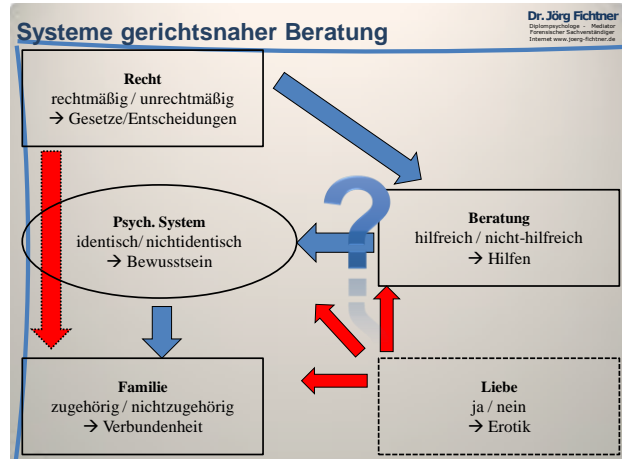 Systeme gerichtsnaher Beratung
Dr. Jörg Fichtner
Diplompsychologe - Mediator
Forensischer Sachverständiger
Internet www.joerg-fichtner.de
Recht
rechtmäßig / unrechtmäßig
→ Gesetze/Entscheidungen
Psych. System
identisch/ nichtidentisch
→ Bewusstsein
?
Beratung
hilfreich / nicht-hilfreich
→ Hilfen
Familie
zugehörig / nichtzugehörig
→ Verbundenheit
Liebe
ja / nein
→ Erotik